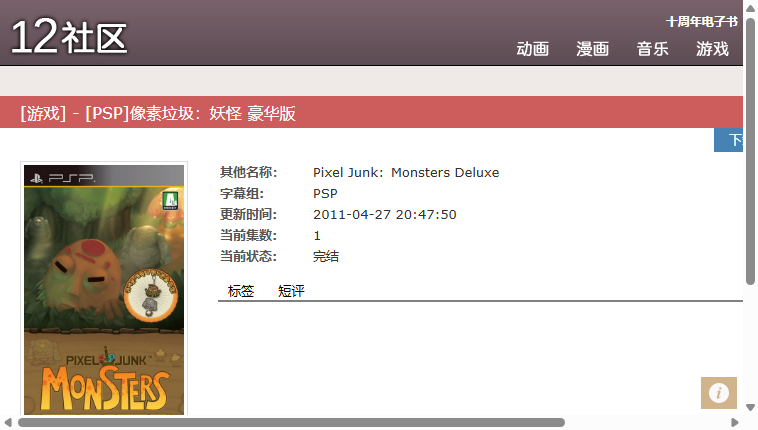 12社区
十周年电子书
动画 漫画 音乐 游戏
[游戏] - [PSP]像素垃圾：妖怪 豪华版
下
其他名称： Pixel Junk：Monsters Deluxe
字幕组： PSP
更新时间： 2011-04-27 20:47:50
当前集数： 1
当前状态： 完结
标签 短评
PSP
PIXEL JUNK™
MONSTERS
i